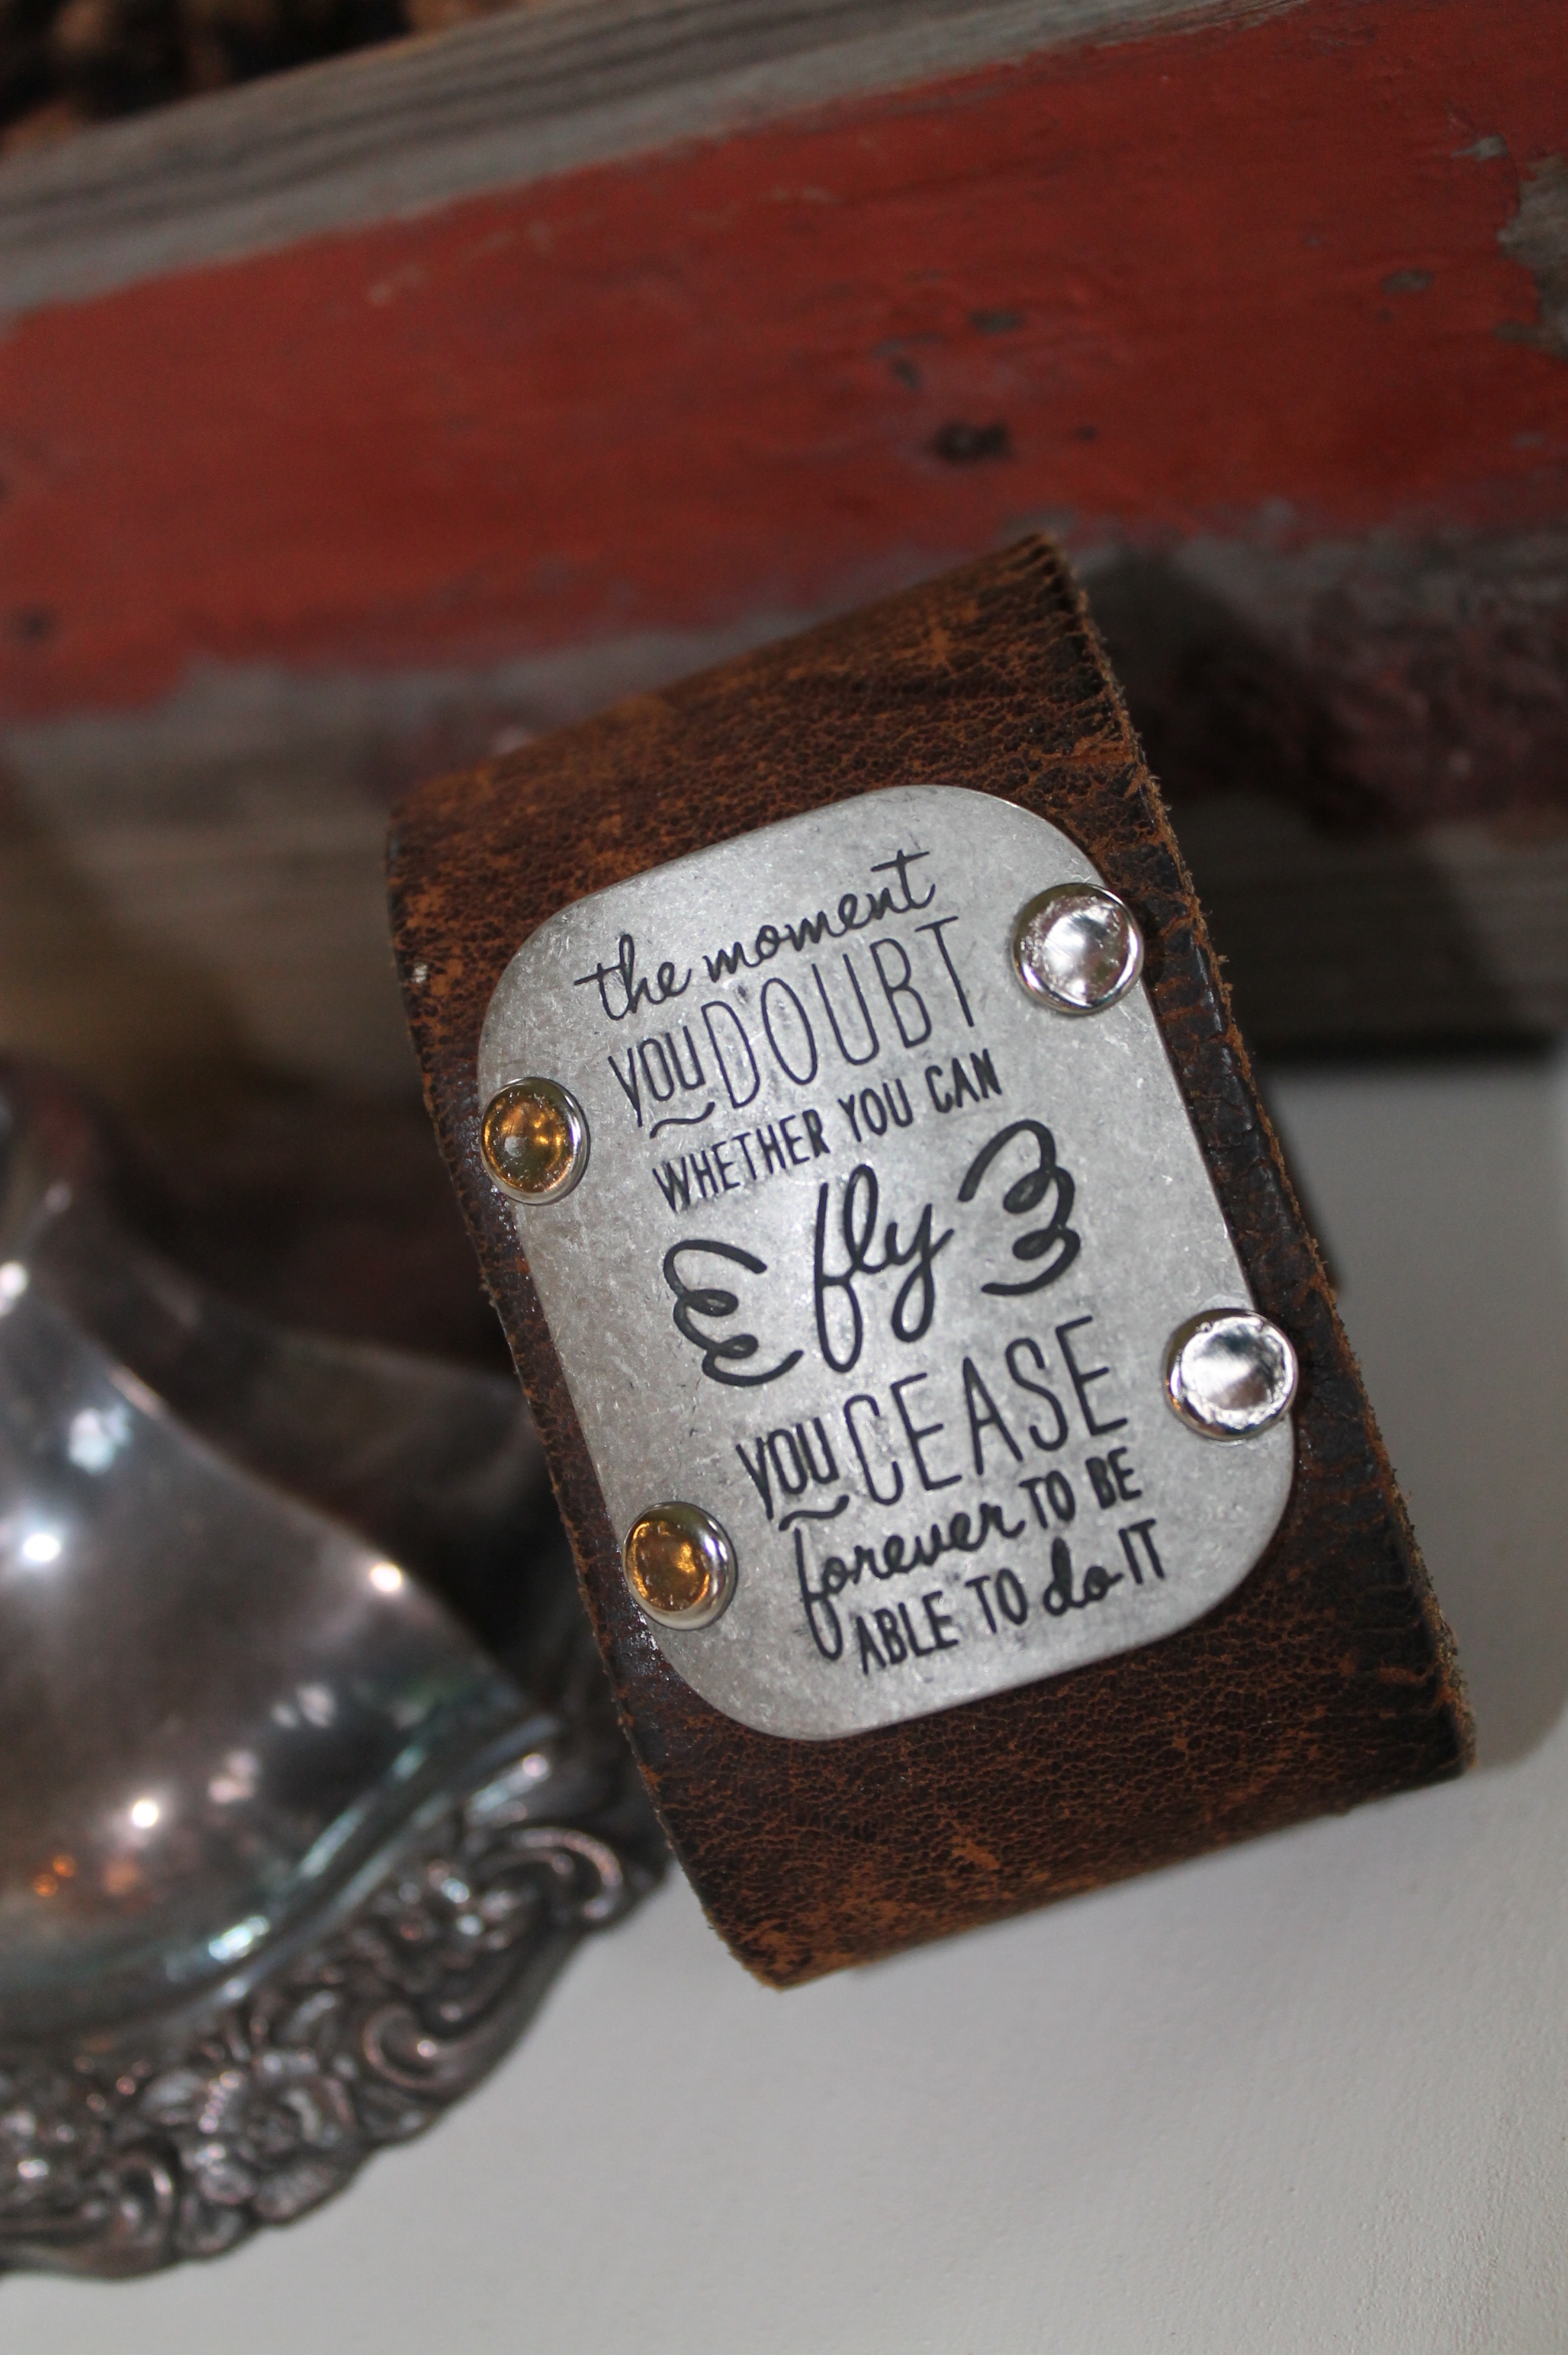 the moment
YOU DOUBT
WHETHER YOU CAN
fly
YOU CEASE
forever TO BE
ABLE TO do IT